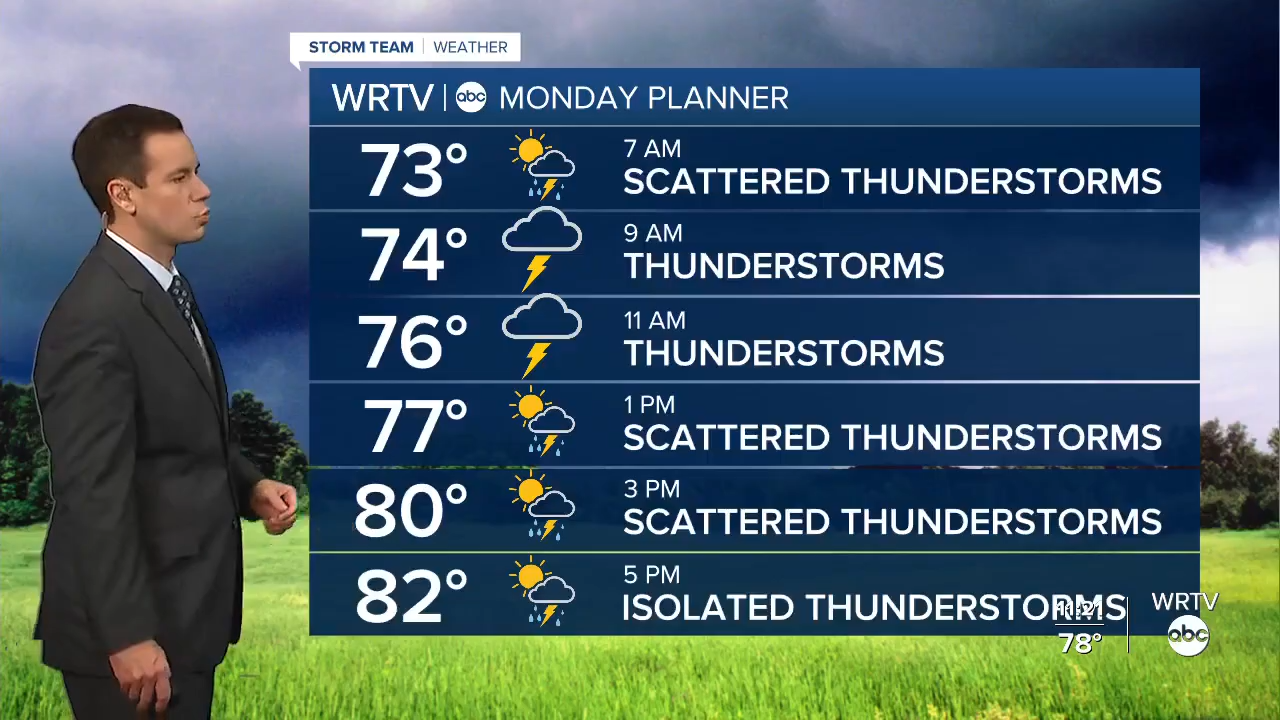 STORM TEAM | WEATHER
WRTV | abc MONDAY PLANNER
73°
7 AM
SCATTERED THUNDERSTORMS
74°
9 AM
THUNDERSTORMS
76°
11 AM
THUNDERSTORMS
77°
1 PM
SCATTERED THUNDERSTORMS
80°
3 PM
SCATTERED THUNDERSTORMS
82°
5 PM
ISOLATED THUNDERSTORMS
11:21
78°
WRTV
abc